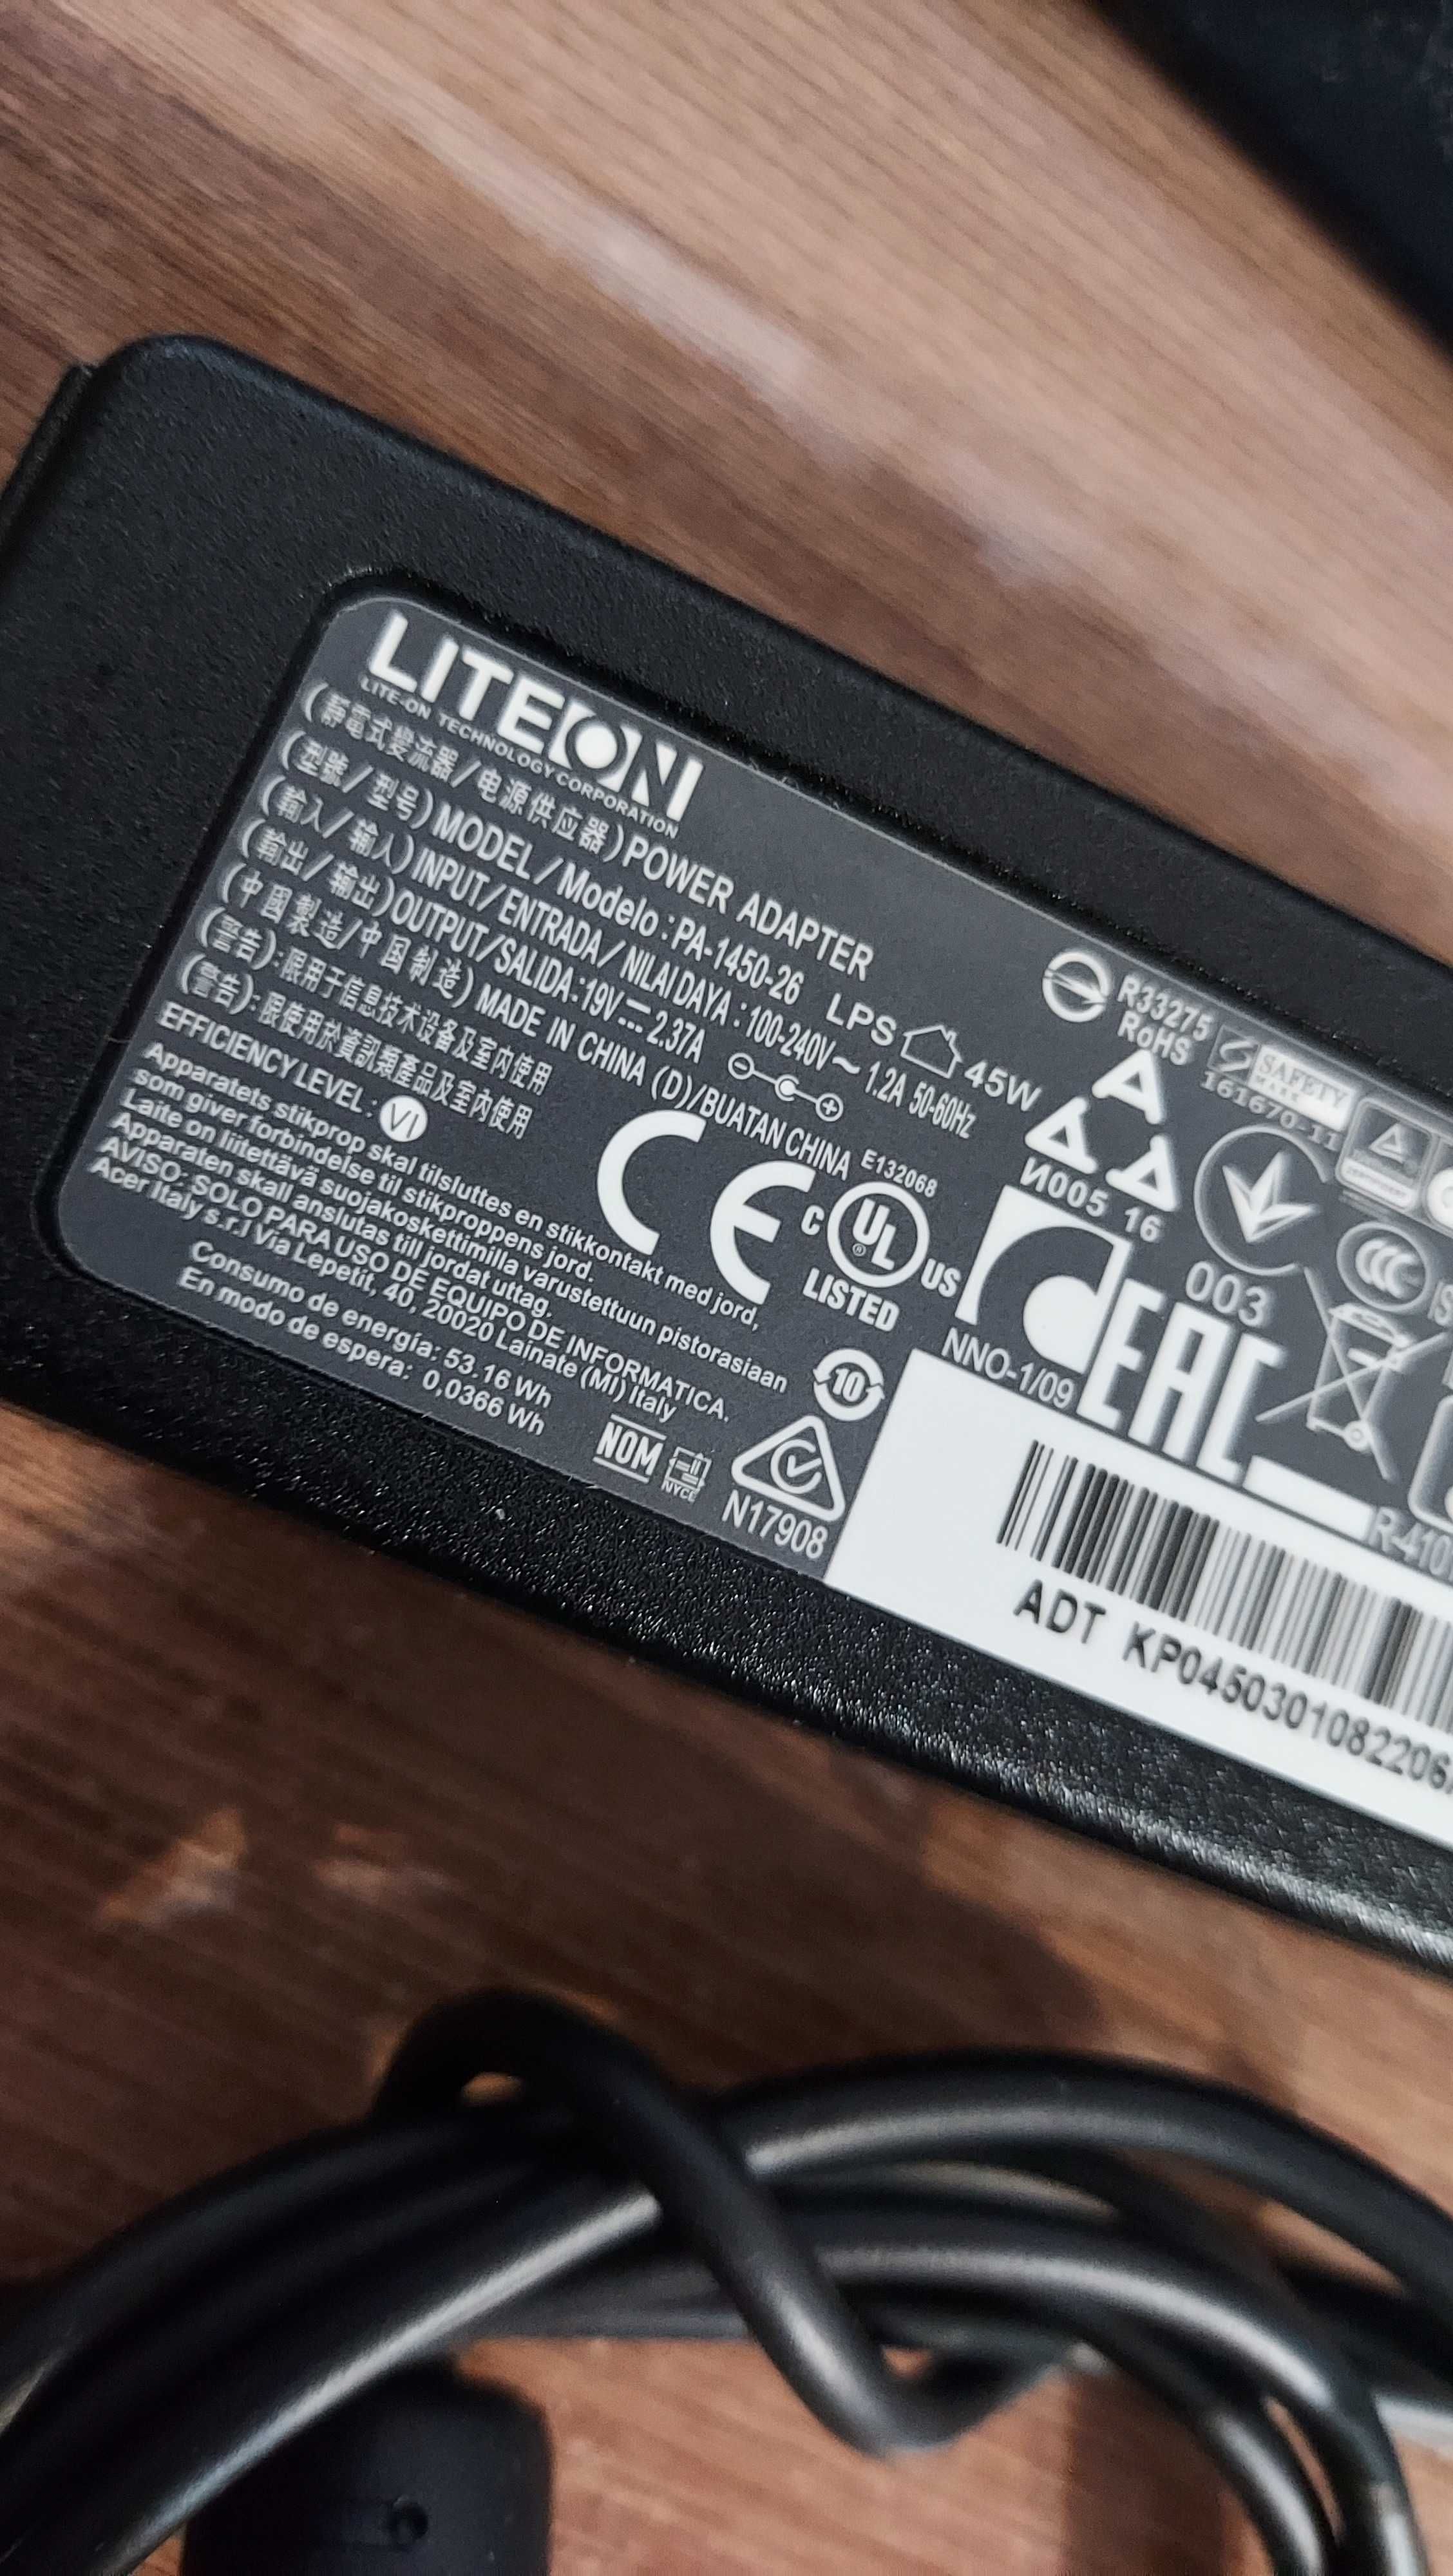 LITEON
LITE-ON TECHNOLOGY CORPORATION
(靜電式變流器/电源供应器)POWER ADAPTER
(型號/型号)MODEL/Modelo:PA-1450-26
LPS 45W
(輸入/输入)INPUT/ENTRADA/NILAI DAYA:100-240V~ 1.2A 50-60Hz
(輸出/输出)OUTPUT/SALIDA:19V⎓2.37A
(中國製造/中国制造) MADE IN CHINA (D)/BUATAN CHINA
(警告):限用于信息技术设备及室内使用
(警告):限使用於資訊類產品及室內使用
EFFICIENCY LEVEL: VI
Apparatets stikprop skal tilsluttes en stikkontakt med jord,
som giver forbindelse til stikproppens jord.
Laite on liitettävä suojakoskettimilla varustettuun pistorasiaan
Apparaten skall anslutas till jordat uttag.
AVISO: SOLO PARA USO DE EQUIPO DE INFORMATICA.
Acer Italy s.r.l Via Lepetit, 40, 20020 Lainate (MI) Italy
Consumo de energía: 53.16 Wh
En modo de espera: 0,0366 Wh
NOM
NYCE
N17908
10
CE
E132068
C UL US
®
LISTED
R33275
RoHS
SAFETY
MARK
161670-11
И005 16
003
NNO-1/09
EAC
R-410
ADT KP0450301082206